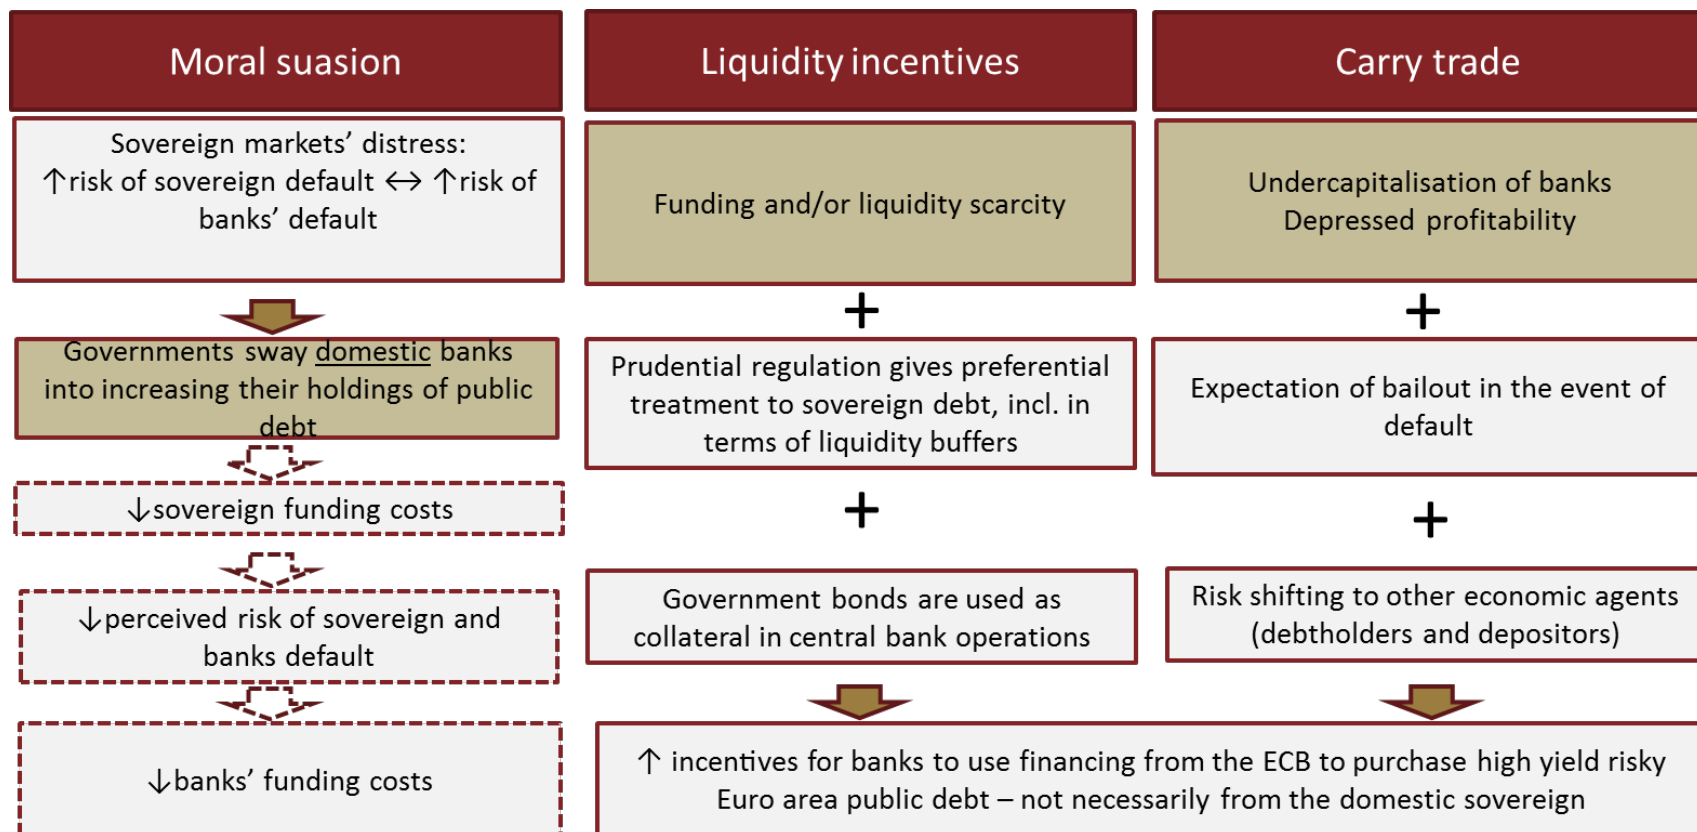 Moral suasion
Sovereign markets’ distress:
↑risk of sovereign default ↔ ↑risk of
banks’ default
Governments sway domestic banks
into increasing their holdings of public
debt
↓sovereign funding costs
↓perceived risk of sovereign and
banks default
↓banks’ funding costs
Liquidity incentives
Funding and/or liquidity scarcity
+
Prudential regulation gives preferential
treatment to sovereign debt, incl. in
terms of liquidity buffers
+
Government bonds are used as
collateral in central bank operations
Carry trade
Undercapitalisation of banks
Depressed profitability
+
Expectation of bailout in the event of
default
+
Risk shifting to other economic agents
(debtholders and depositors)
↑ incentives for banks to use financing from the ECB to purchase high yield risky
Euro area public debt – not necessarily from the domestic sovereign